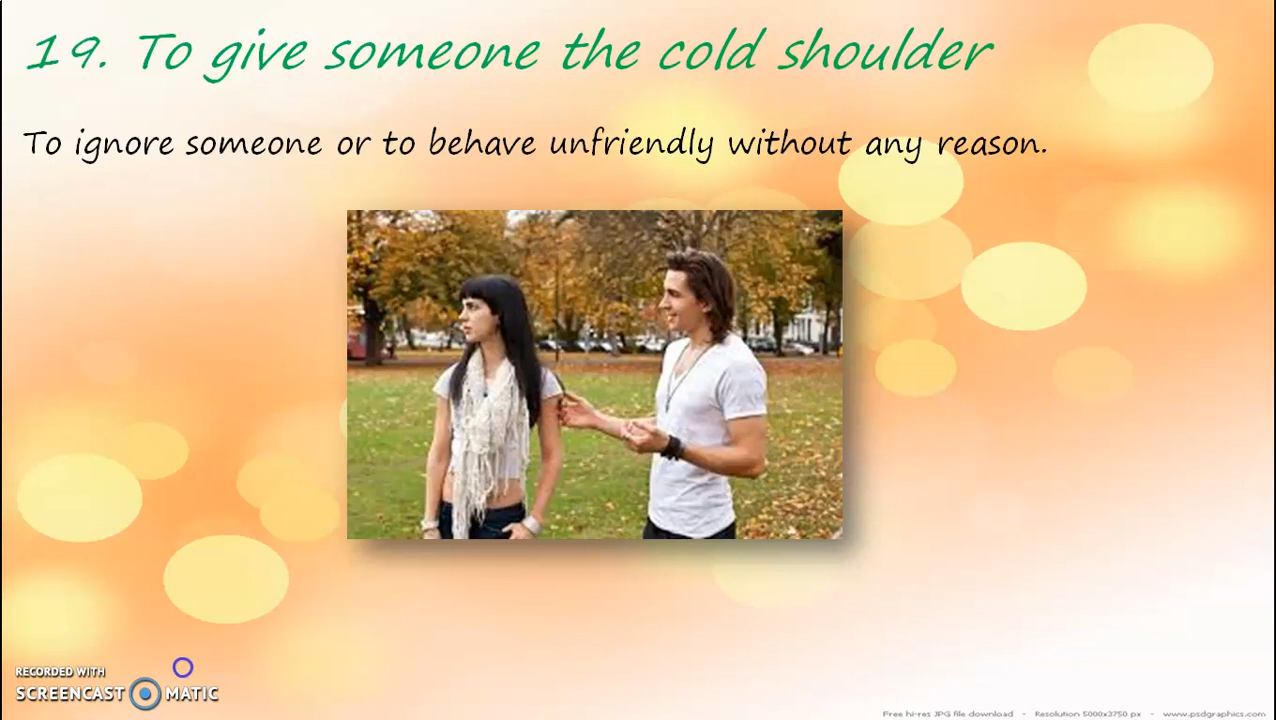 19. To give someone the cold shoulder
To ignore someone or to behave unfriendly without any reason.
RECORDED WITH
SCREENCAST MATIC
Free hi-res JPG file download - Resolution 5000x3750 px - www.psdgraphics.com